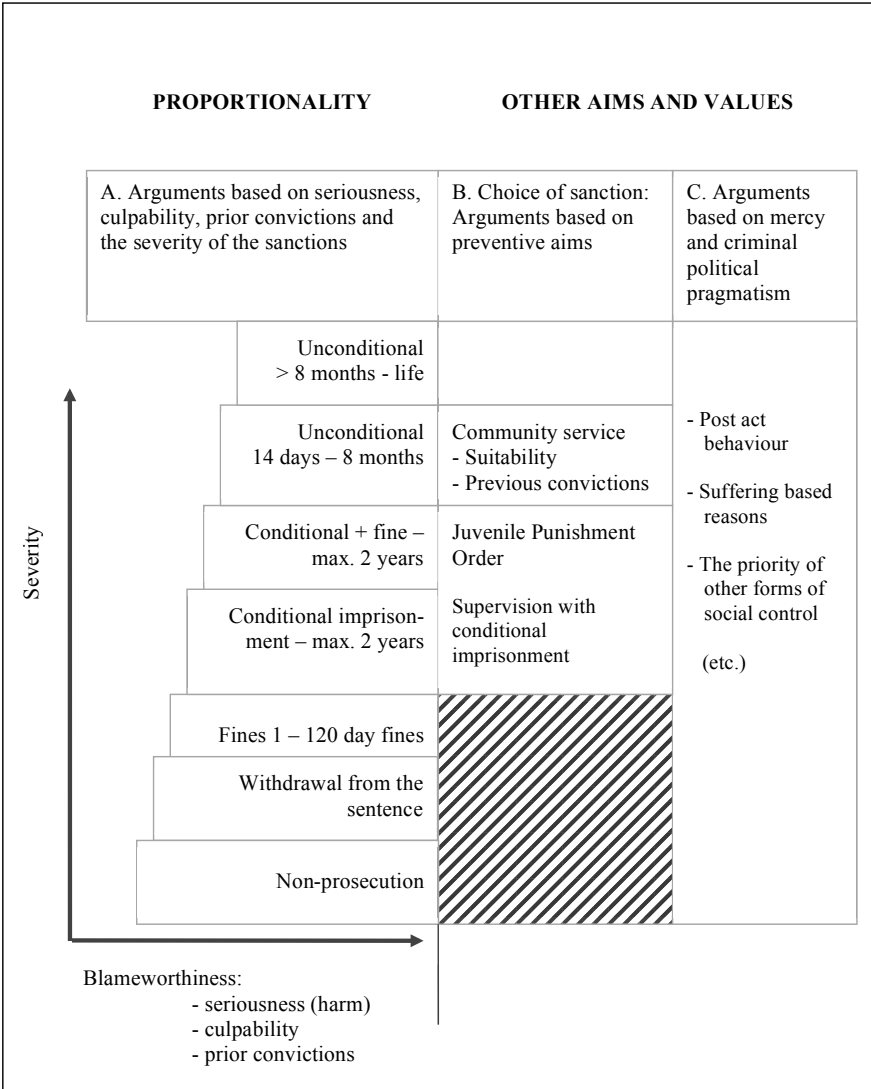 PROPORTIONALITY
OTHER AIMS AND VALUES
A. Arguments based on seriousness,
culpability, prior convictions and
the severity of the sanctions
B. Choice of sanction:
Arguments based on
preventive aims
C. Arguments
based on mercy
and criminal
political
pragmatism
Unconditional
> 8 months - life
Unconditional
14 days – 8 months
Conditional + fine –
max. 2 years
Conditional imprison-
ment – max. 2 years
Fines 1 – 120 day fines
Withdrawal from the
sentence
Non-prosecution
Community service
- Suitability
- Previous convictions
Juvenile Punishment
Order
Supervision with
conditional
imprisonment
- Post act
behaviour
- Suffering based
reasons
- The priority of
other forms of
social control
(etc.)
Severity
Blameworthiness:
- seriousness (harm)
- culpability
- prior convictions